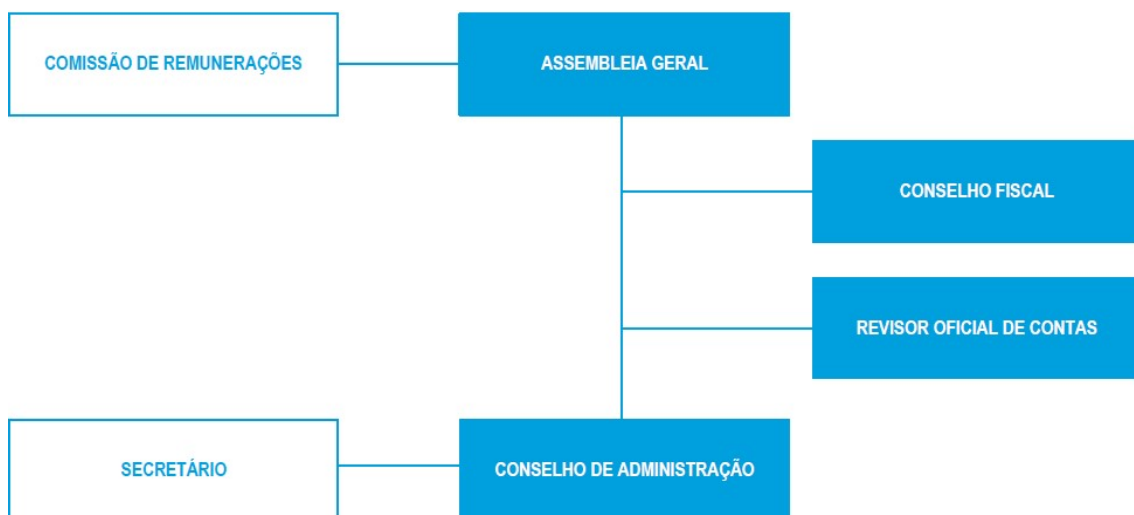 COMISSÃO DE REMUNERAÇÕES
ASSEMBLEIA GERAL
CONSELHO FISCAL
REVISOR OFICIAL DE CONTAS
SECRETÁRIO
CONSELHO DE ADMINISTRAÇÃO